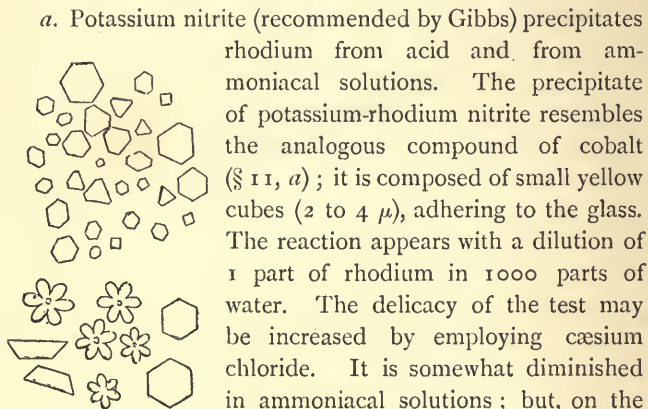 a. Potassium nitrite (recommended by Gibbs) precipitates
rhodium from acid and from am-
moniacal solutions. The precipitate
of potassium-rhodium nitrite resembles
the analogous compound of cobalt
(§ 11, a) ; it is composed of small yellow
cubes (2 to 4 μ), adhering to the glass.
The reaction appears with a dilution of
1 part of rhodium in 1000 parts of
water. The delicacy of the test may
be increased by employing cæsium
chloride. It is somewhat diminished
in ammoniacal solutions ; but, on the